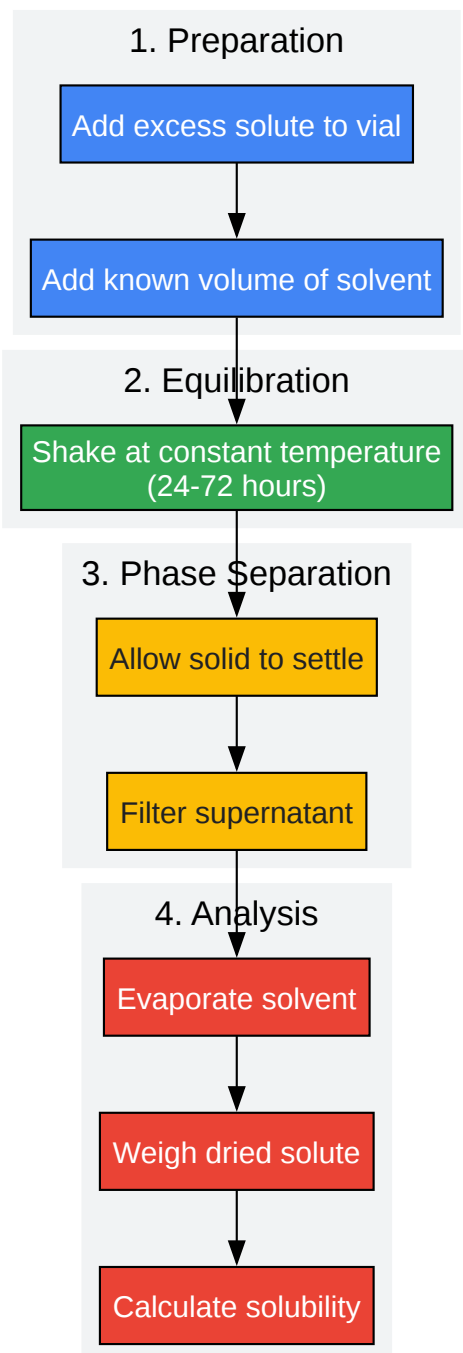 1. Preparation
Add excess solute to vial
Add known volume of solvent
2. Equilibration
Shake at constant temperature
(24-72 hours)
3. Phase Separation
Allow solid to settle
Filter supernatant
4. Analysis
Evaporate solvent
Weigh dried solute
Calculate solubility